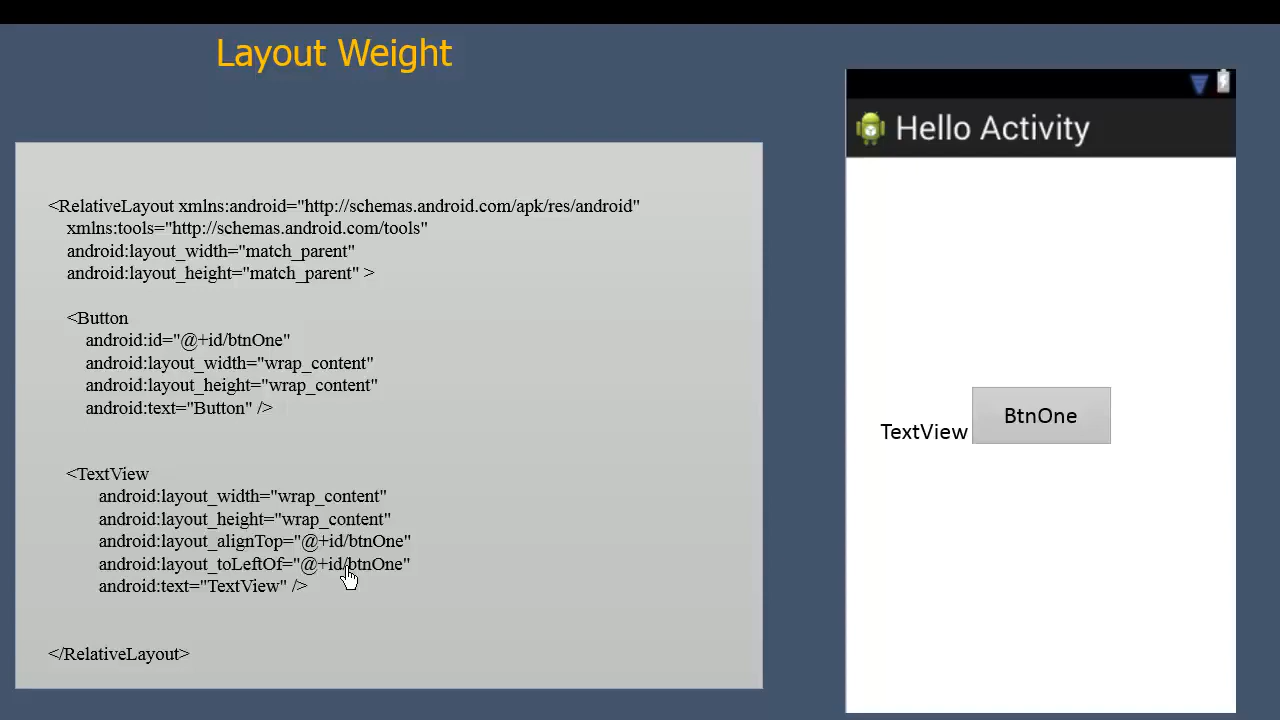 Layout Weight
<RelativeLayout xmlns:android="http://schemas.android.com/apk/res/android"
xmlns:tools="http://schemas.android.com/tools"
android:layout_width="match_parent"
android:layout_height="match_parent" >
<Button
android:id="@+id/btnOne"
android:layout_width="wrap_content"
android:layout_height="wrap_content"
android:text="Button" />
<TextView
android:layout_width="wrap_content"
android:layout_height="wrap_content"
android:layout_alignTop="@+id/btnOne"
android:layout_toLeftOf="@+id/btnOne"
android:text="TextView" />
</RelativeLayout>
Hello Activity
BtnOne
TextView